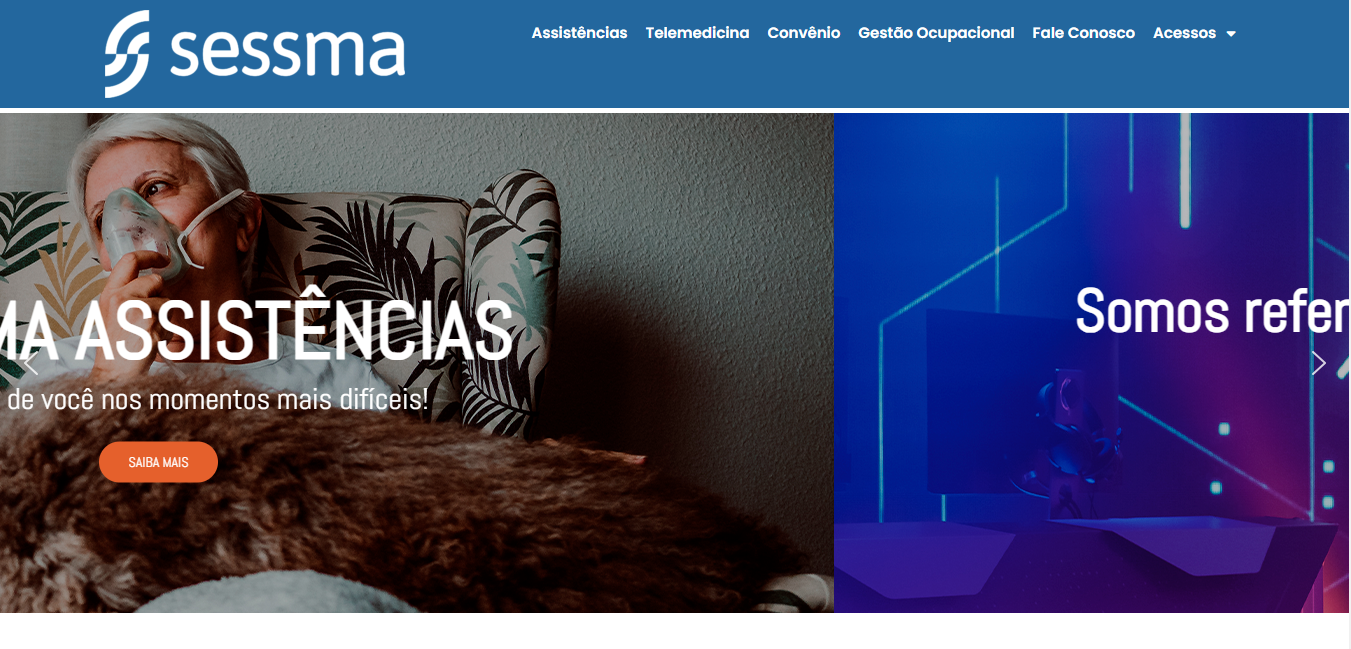 sessma
Assistências Telemedicina Convênio Gestão Ocupacional Fale Conosco Acessos
MA ASSISTÊNCIAS
Somos refer
de você nos momentos mais difíceis!
SAIBA MAIS